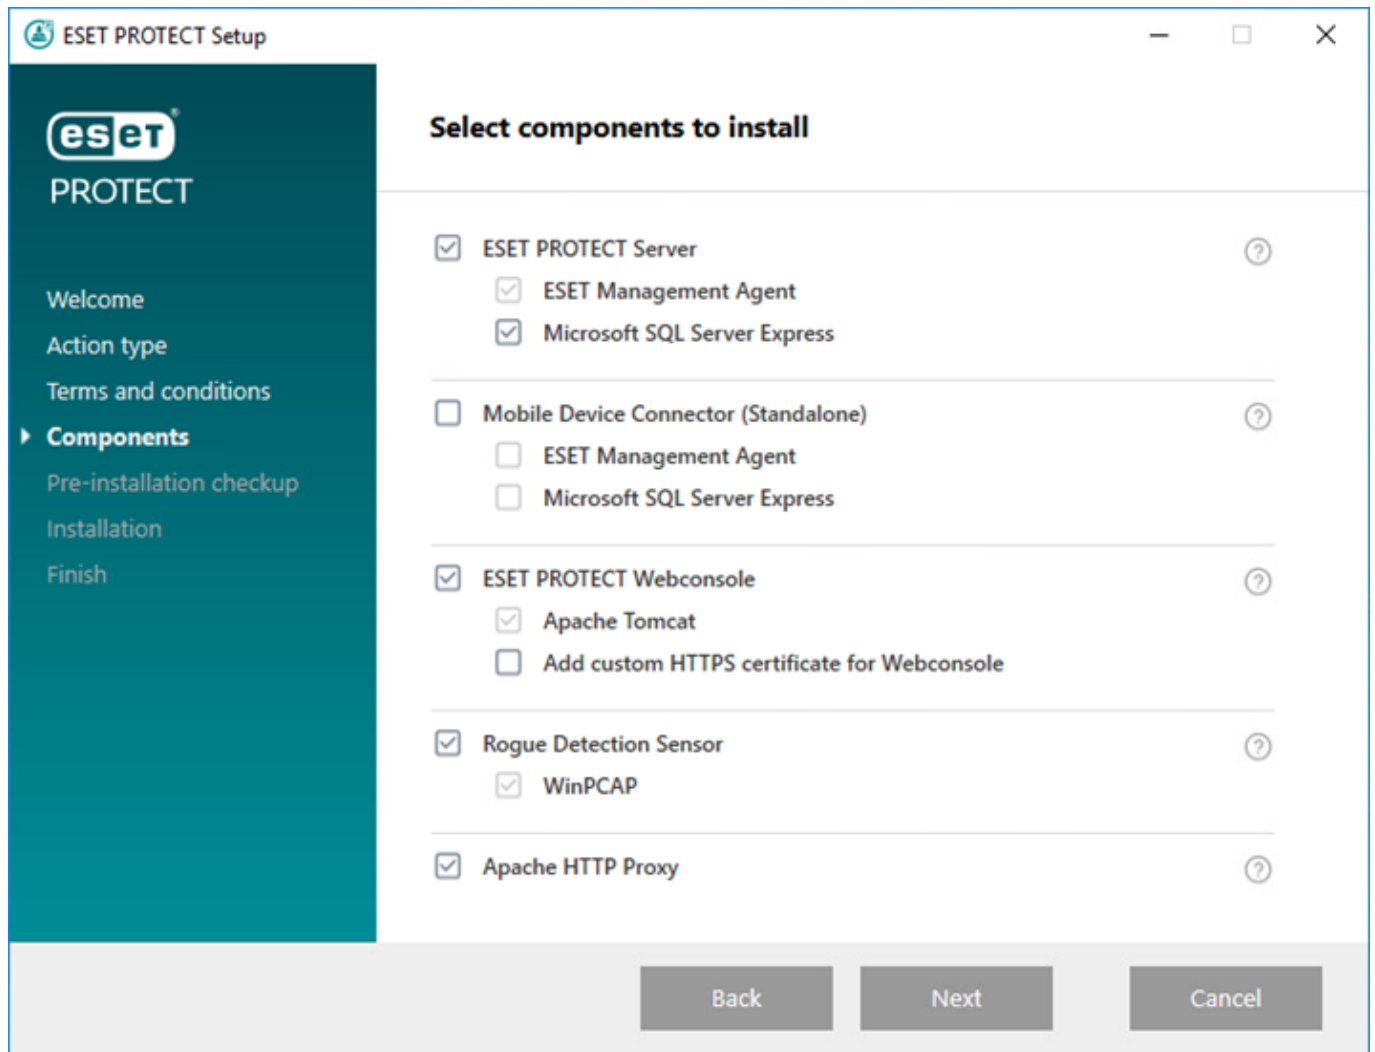 ESET PROTECT Setup
eset®
PROTECT
Welcome
Action type
Terms and conditions
Components
Pre-installation checkup
Installation
Finish
Select components to install
ESET PROTECT Server
ESET Management Agent
Microsoft SQL Server Express
Mobile Device Connector (Standalone)
ESET Management Agent
Microsoft SQL Server Express
ESET PROTECT Webconsole
Apache Tomcat
Add custom HTTPS certificate for Webconsole
Rogue Detection Sensor
WinPCAP
Apache HTTP Proxy
Back
Next
Cancel